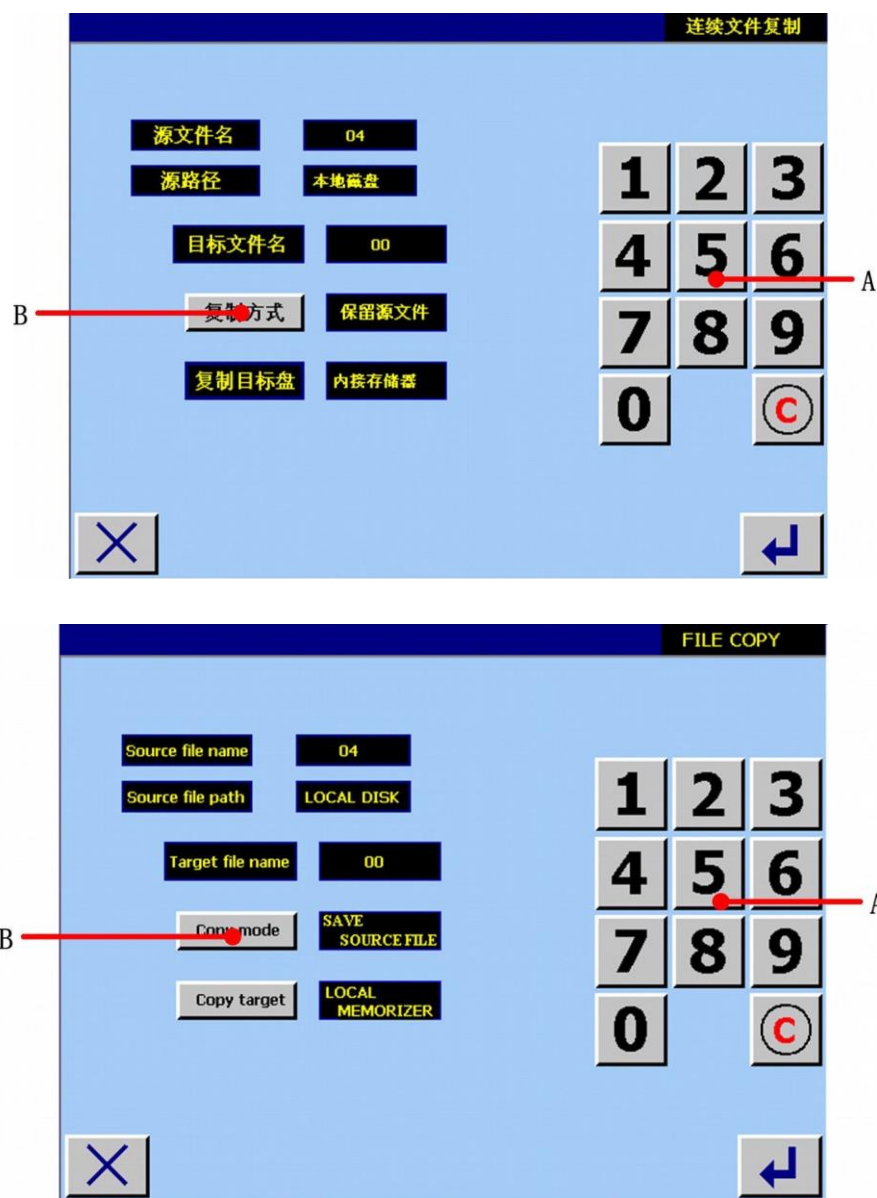 连续文件复制
源文件名 04
源路径 本地磁盘
目标文件名 00
复制方式 保留源文件
复制目标盘 内接存储器
1 2 3
4 5 6
7 8 9
0 C
A
B
FILE COPY
Source file name 04
Source file path LOCAL DISK
Target file name 00
Copy mode SAVE
SOURCE FILE
Copy target LOCAL
MEMORIZER
1 2 3
4 5 6
7 8 9
0 C
A
B